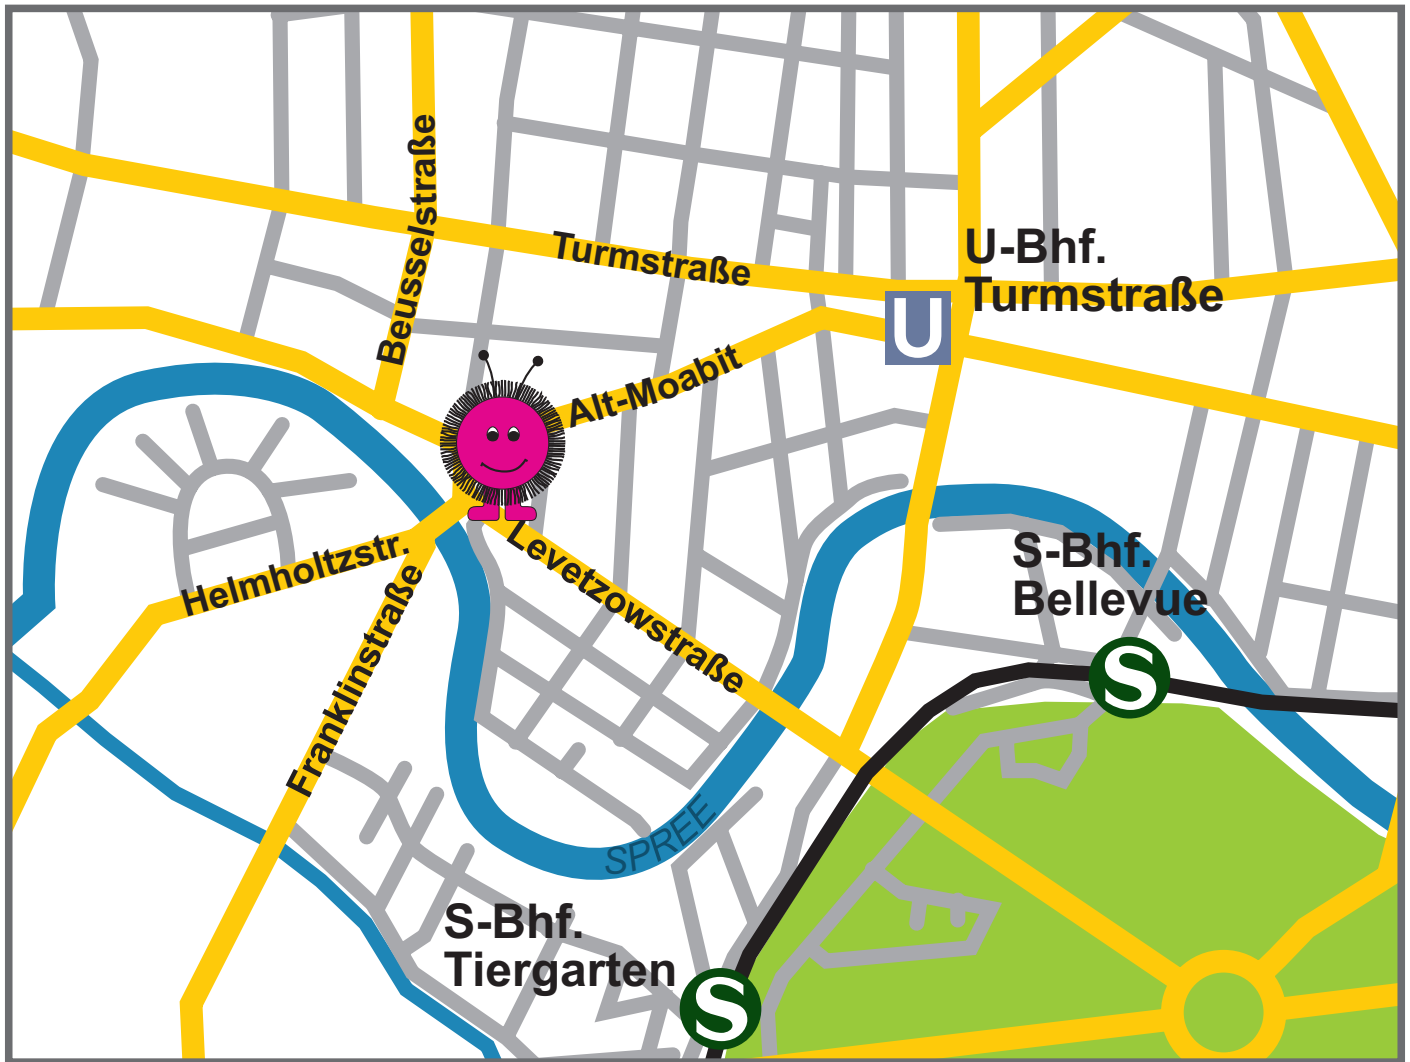 Beusselstraße
Turmstraße
U-Bhf.
Turmstraße
U
Alt-Moabit
Helmholtzstr.
Levetzowstraße
S-Bhf.
Bellevue
S
Franklinstraße
SPREE
S-Bhf.
Tiergarten
S